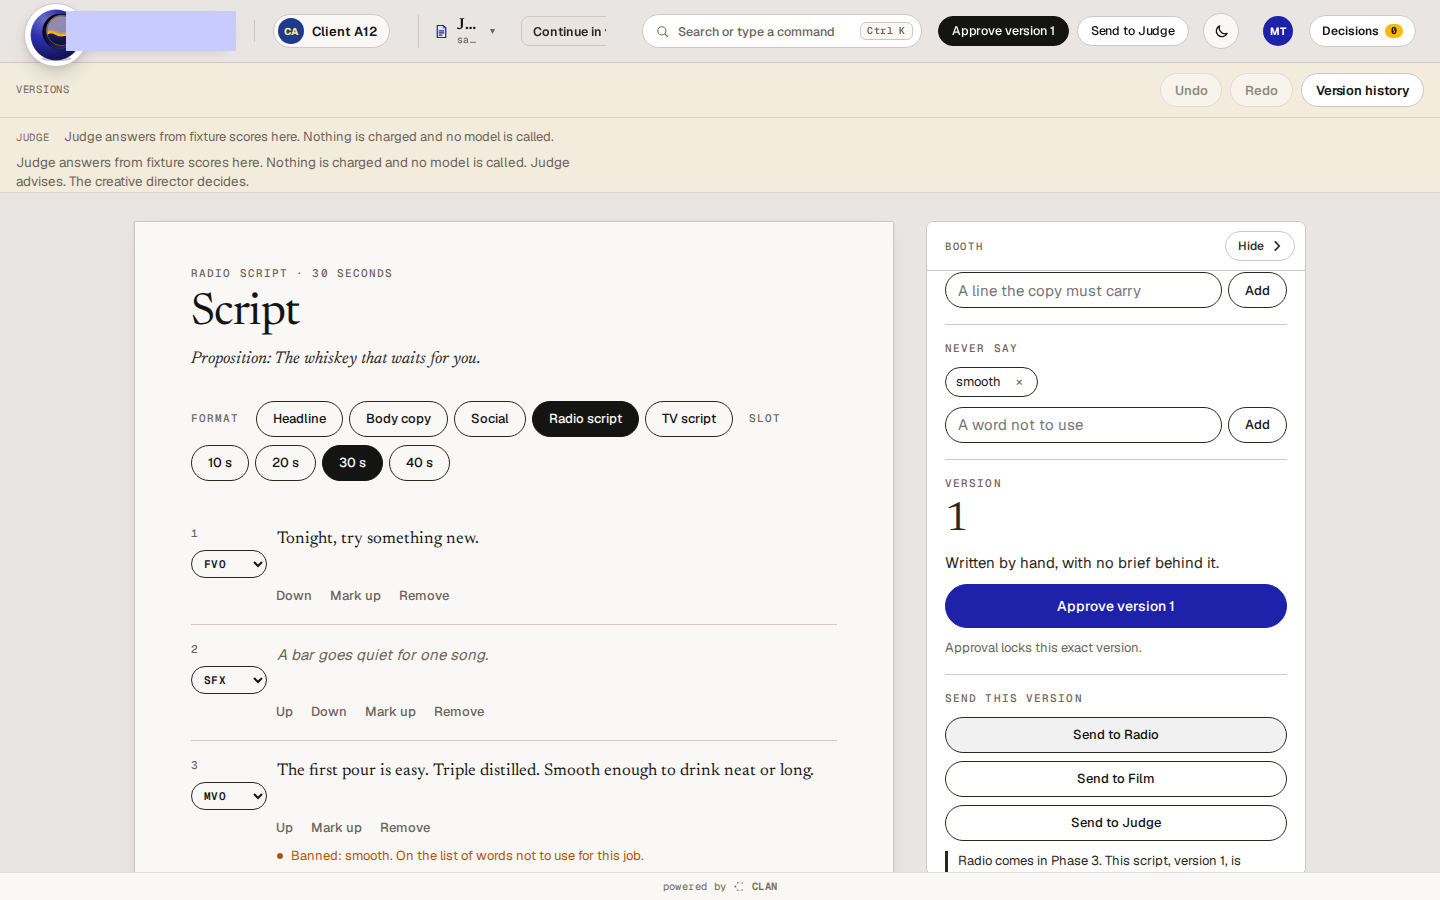 CA Client A12
J...
sa...
Continue in
Search or type a command Ctrl K
Approve version 1
Send to Judge
MT
Decisions 0
VERSIONS
Undo Redo Version history
JUDGE Judge answers from fixture scores here. Nothing is charged and no model is called.
Judge answers from fixture scores here. Nothing is charged and no model is called. Judge
advises. The creative director decides.
RADIO SCRIPT · 30 SECONDS
Script
Proposition: The whiskey that waits for you.
FORMAT Headline Body copy Social Radio script TV script SLOT
10 s 20 s 30 s 40 s
1
Tonight, try something new.
FVO
Down Mark up Remove
2
A bar goes quiet for one song.
SFX
Up Down Mark up Remove
3
The first pour is easy. Triple distilled. Smooth enough to drink neat or long.
MVO
Up Mark up Remove
Banned: smooth. On the list of words not to use for this job.
BOOTH Hide
A line the copy must carry Add
NEVER SAY
smooth ×
A word not to use Add
VERSION
1
Written by hand, with no brief behind it.
Approve version 1
Approval locks this exact version.
SEND THIS VERSION
Send to Radio
Send to Film
Send to Judge
Radio comes in Phase 3. This script, version 1, is
powered by CLAN